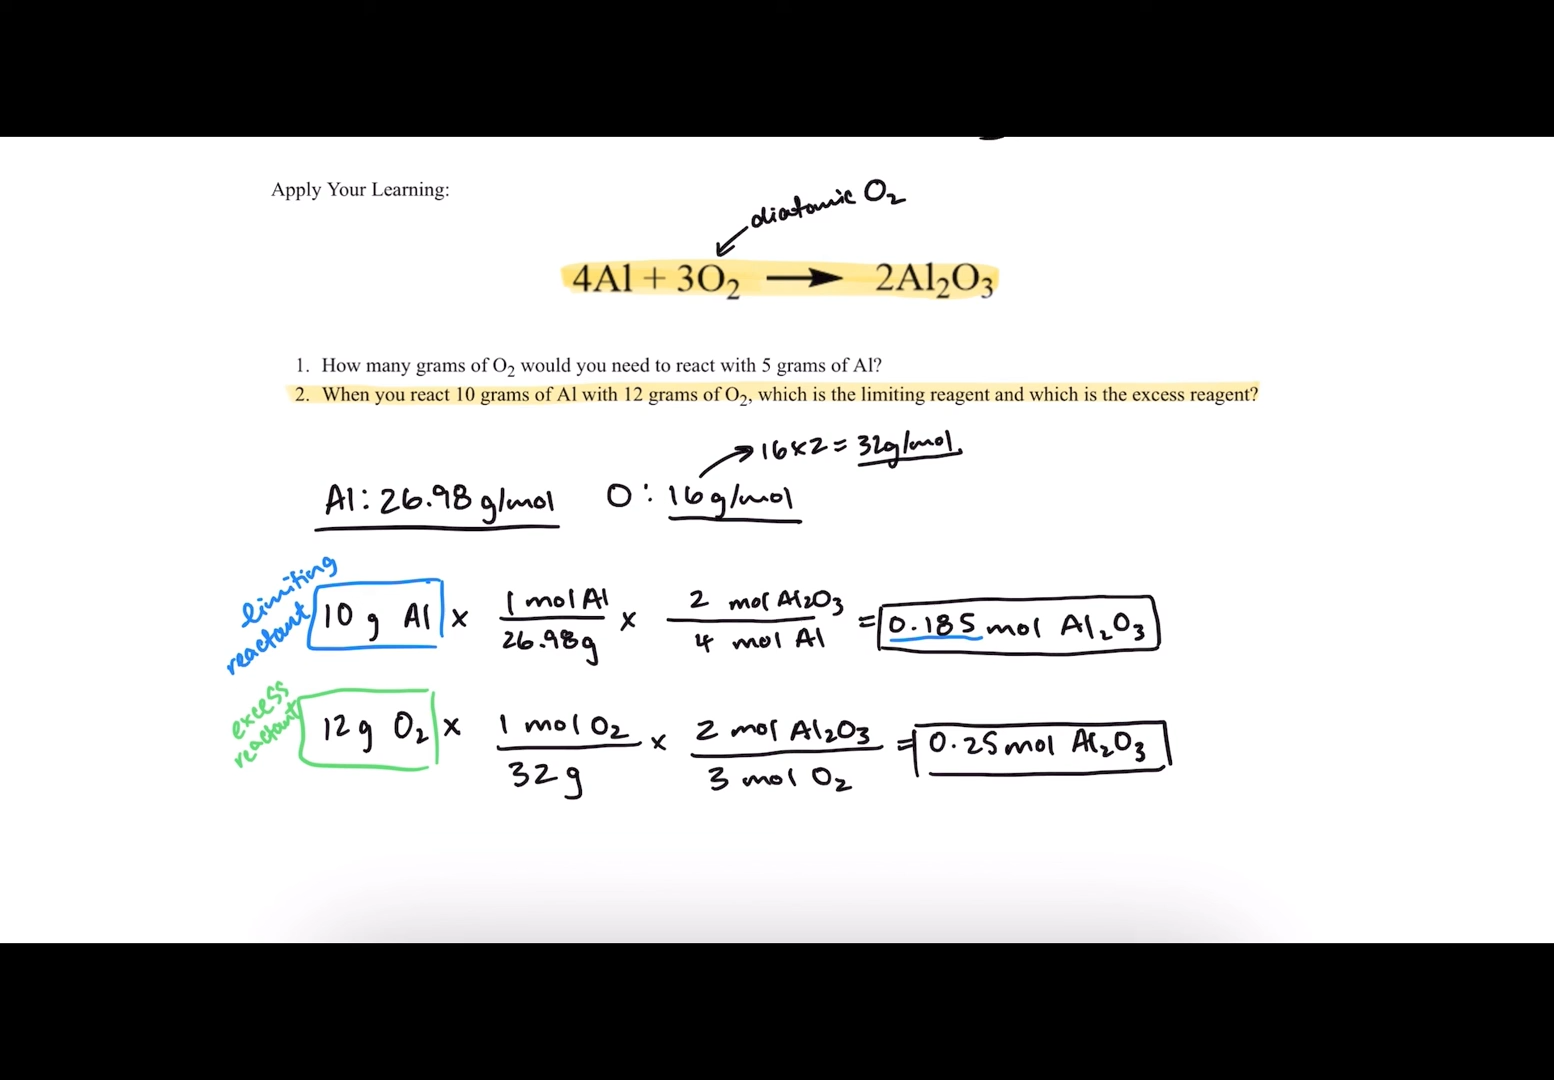 Apply Your Learning:
diatomic O₂
4Al + 3O₂ ⟶ 2Al₂O₃
1. How many grams of O₂ would you need to react with 5 grams of Al?
2. When you react 10 grams of Al with 12 grams of O₂, which is the limiting reagent and which is the excess reagent?
16×2 = 32g/mol
Al: 26.98 g/mol O: 16 g/mol
limiting reactant
10 g Al × 1 mol Al / 26.98g × 2 mol Al₂O₃ / 4 mol Al = 0.185 mol Al₂O₃
excess reactant
12 g O₂ × 1 mol O₂ / 32 g × 2 mol Al₂O₃ / 3 mol O₂ = 0.25 mol Al₂O₃